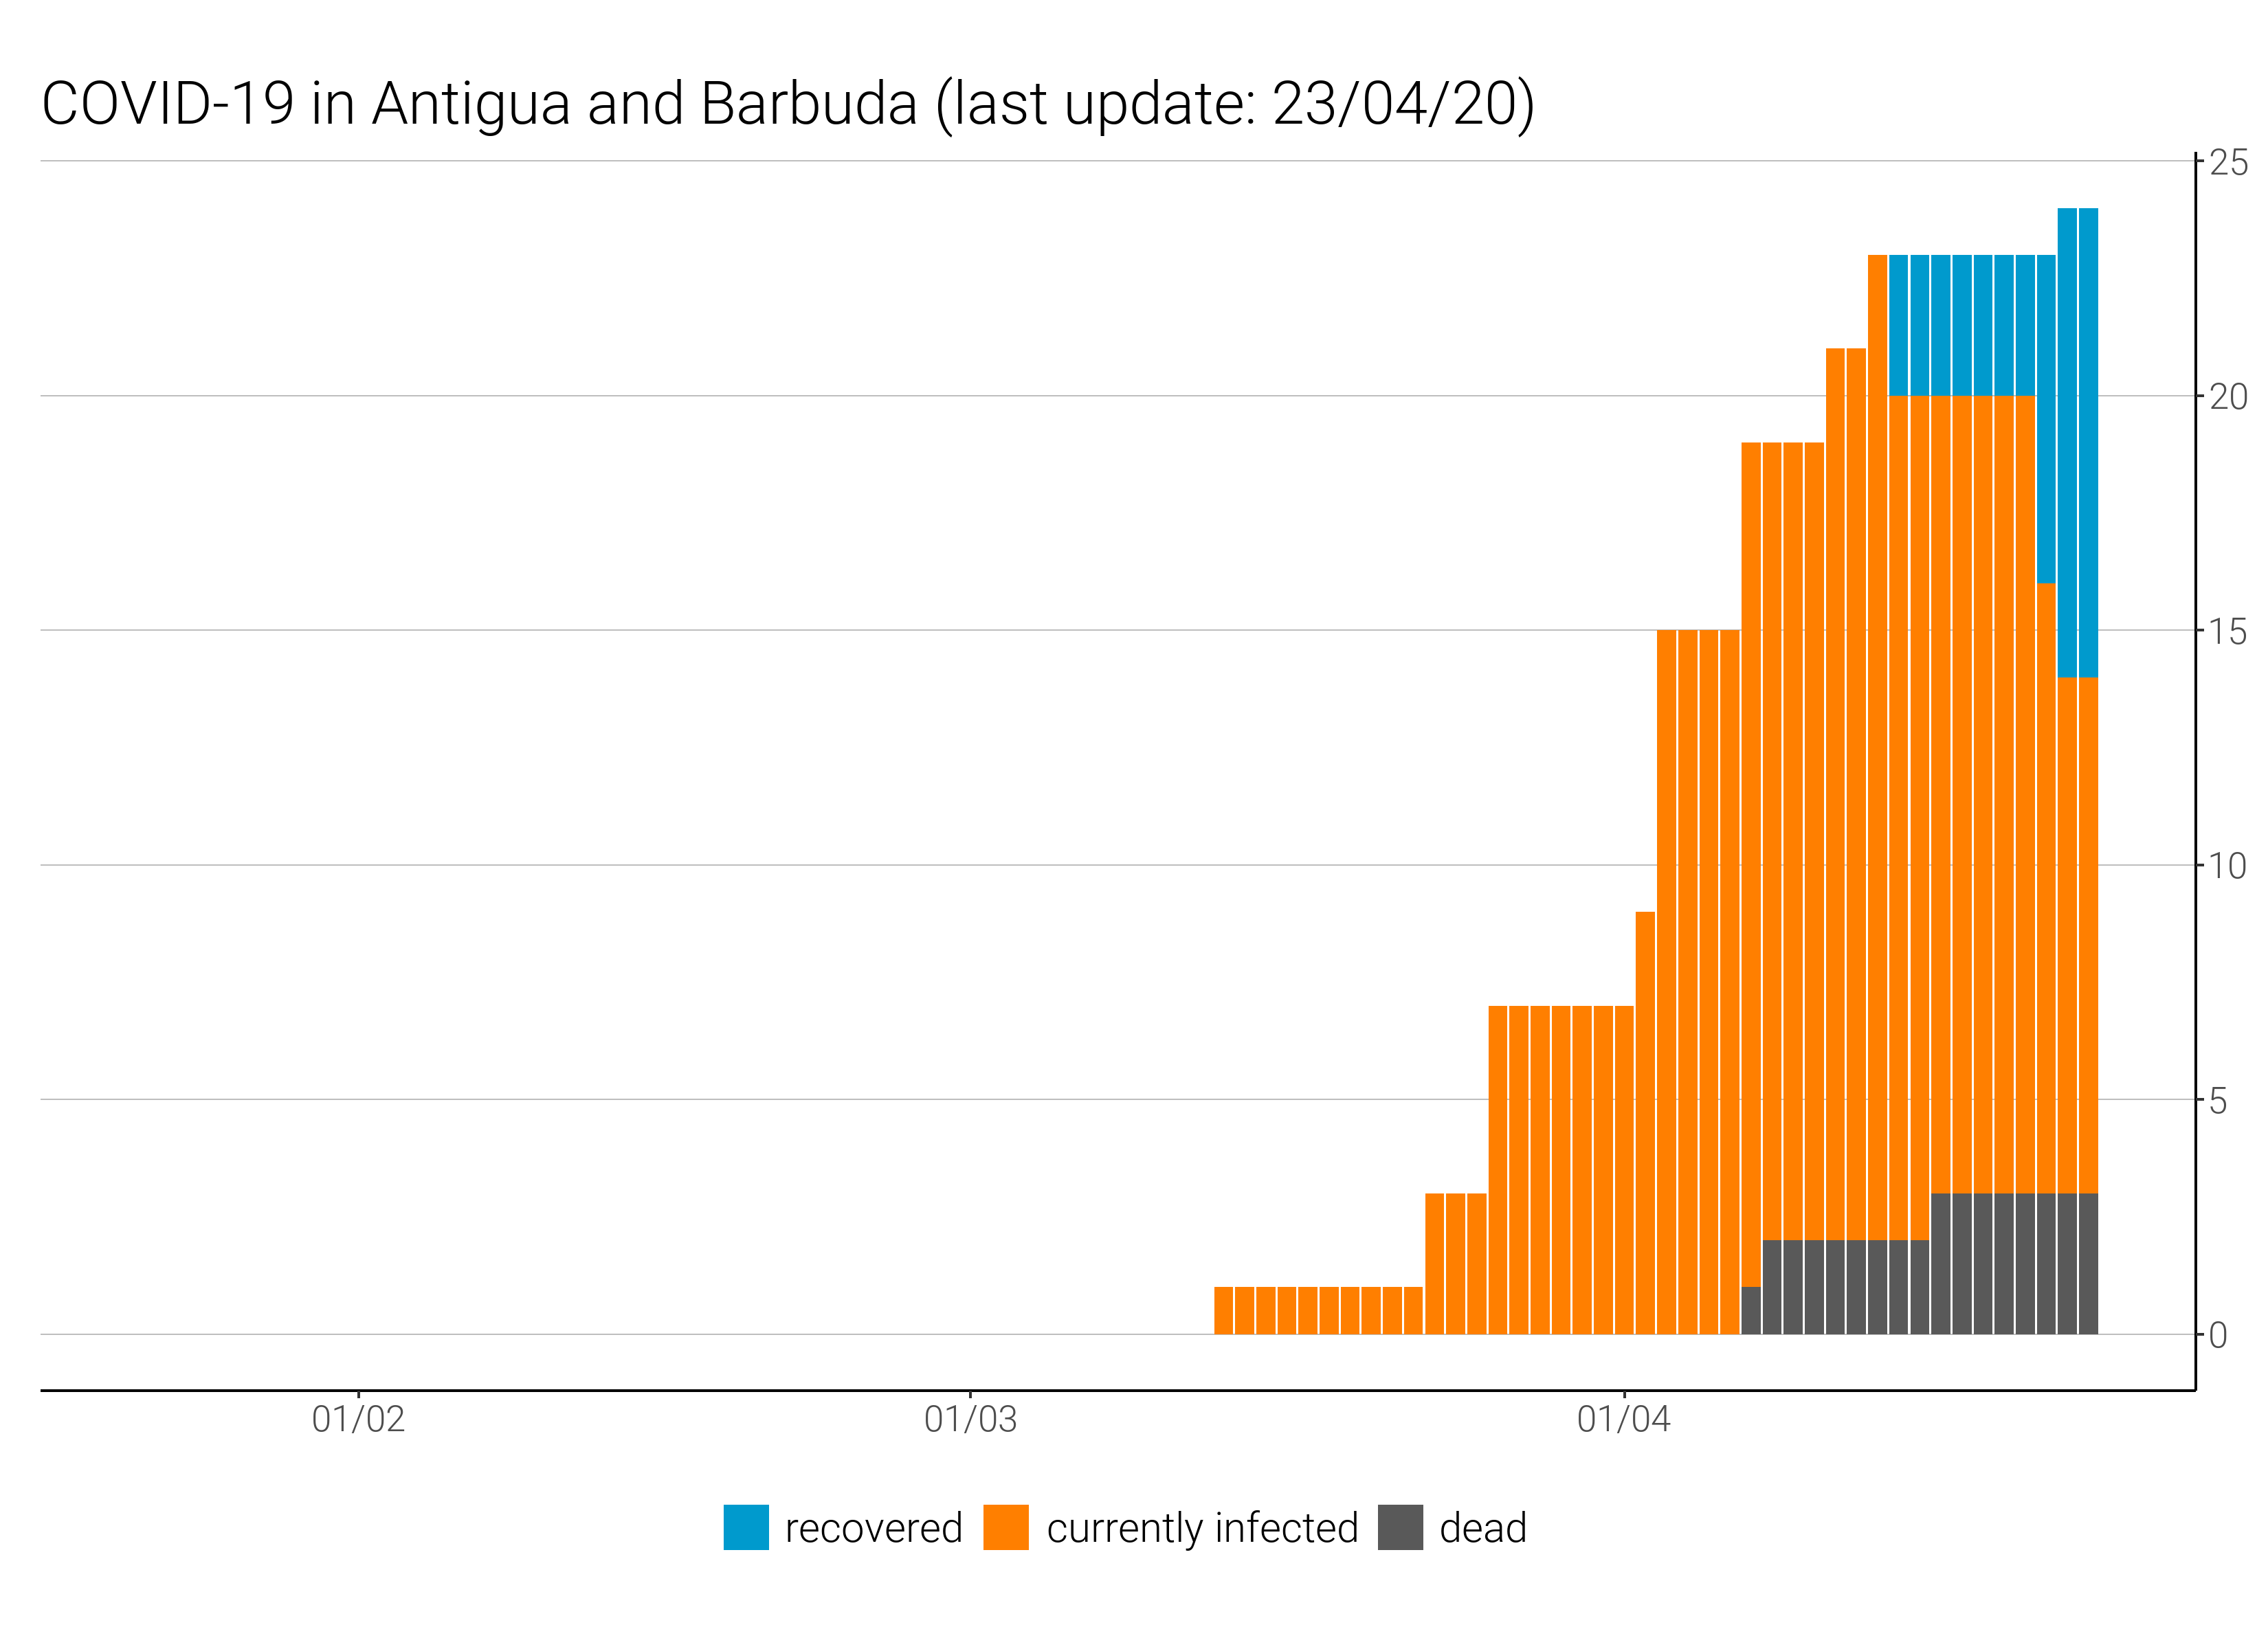 COVID-19 in Antigua and Barbuda (last update: 23/04/20)
25
20
15
10
5
0
01/02 01/03 01/04
recovered currently infected dead